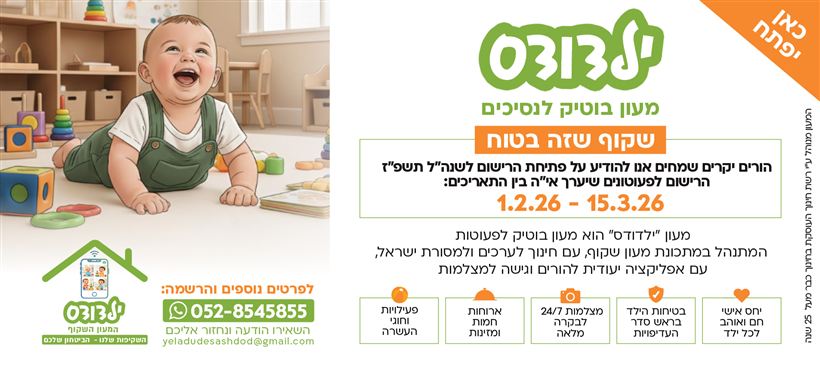 כאן
יפתח
ילדודס
מעון בוטיק לנסיכים
שקוף שזה בטוח
הורים יקרים שמחים אנו להודיע על פתיחת הרישום לשנה"ל תשפ"ז
הרישום לפעוטונים שיערך אי"ה בין התאריכים:
1.2.26 - 15.3.26
מעון "ילדודס" הוא מעון בוטיק לפעוטות
המתנהל במתכונת מעון שקוף, עם חינוך לערכים ולמסורת ישראל,
עם אפליקציה יעודית להורים וגישה למצלמות
יחס אישי
חם ואוהב
לכל ילד
בטיחות הילד
בראש סדר
העדיפויות
מצלמות 24/7
לבקרה
מלאה
ארוחות
חמות
ומזינות
פעילויות
וחוגי
העשרה
לפרטים נוספים והרשמה:
052-8545855
השאירו הודעה ונחזור אליכם
yeladudesashdod@gmail.com
ילדודס
המעון השקוף
השקיפות שלנו - הביטחון שלכם